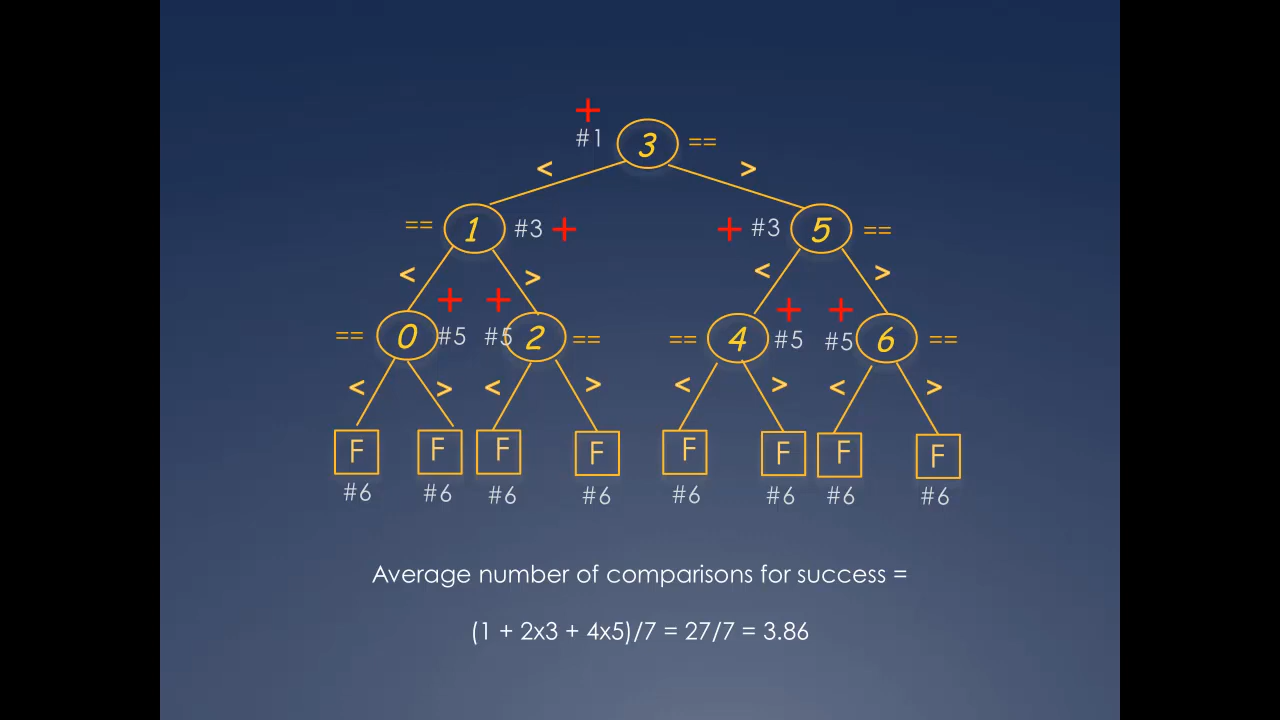 +
#1 3 ==
< >
== 1 #3 + + #3 5 ==
< > < >
+ + + +
== 0 #5 #5 2 == == 4 #5 #5 6 ==
< > < > < > < >
F F F F F F F F
#6 #6 #6 #6 #6 #6 #6 #6
Average number of comparisons for success =
(1 + 2x3 + 4x5)/7 = 27/7 = 3.86